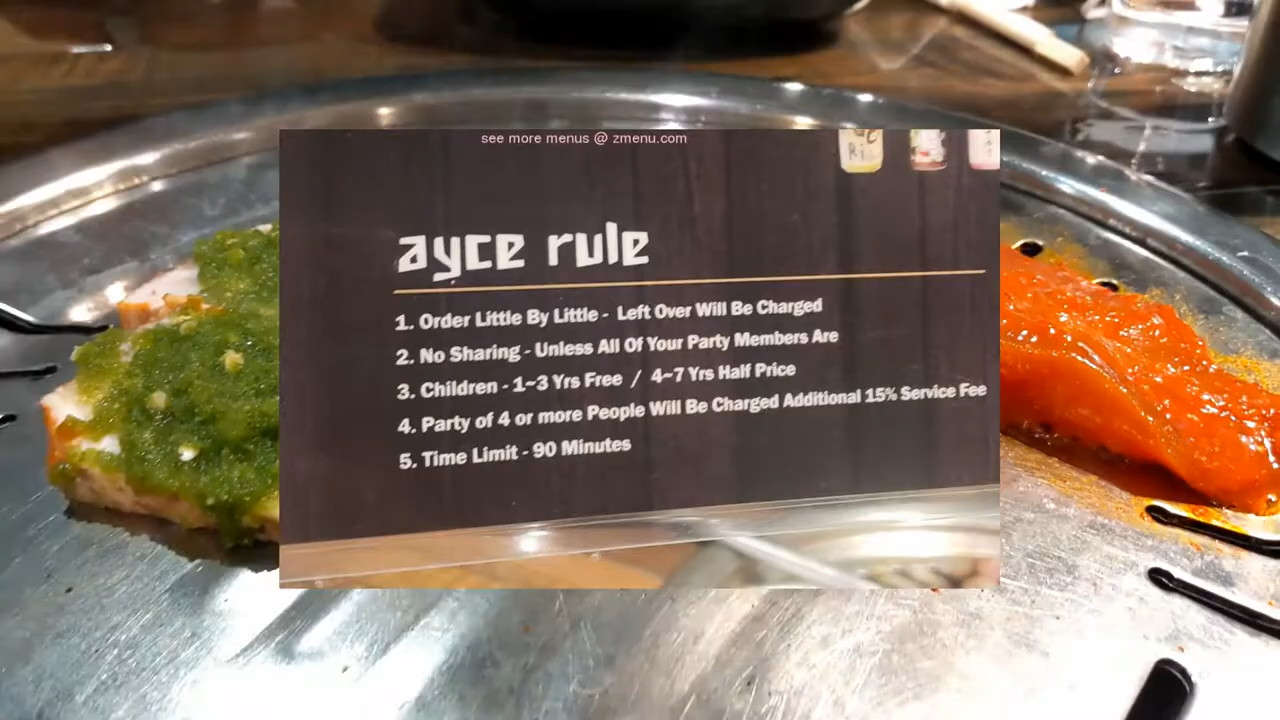 see more menus @ zmenu.com
Ri
ayce rule
1. Order Little By Little - Left Over Will Be Charged
2. No Sharing - Unless All Of Your Party Members Are
3. Children - 1~3 Yrs Free / 4~7 Yrs Half Price
4. Party of 4 or more People Will Be Charged Additional 15% Service Fee
5. Time Limit - 90 Minutes